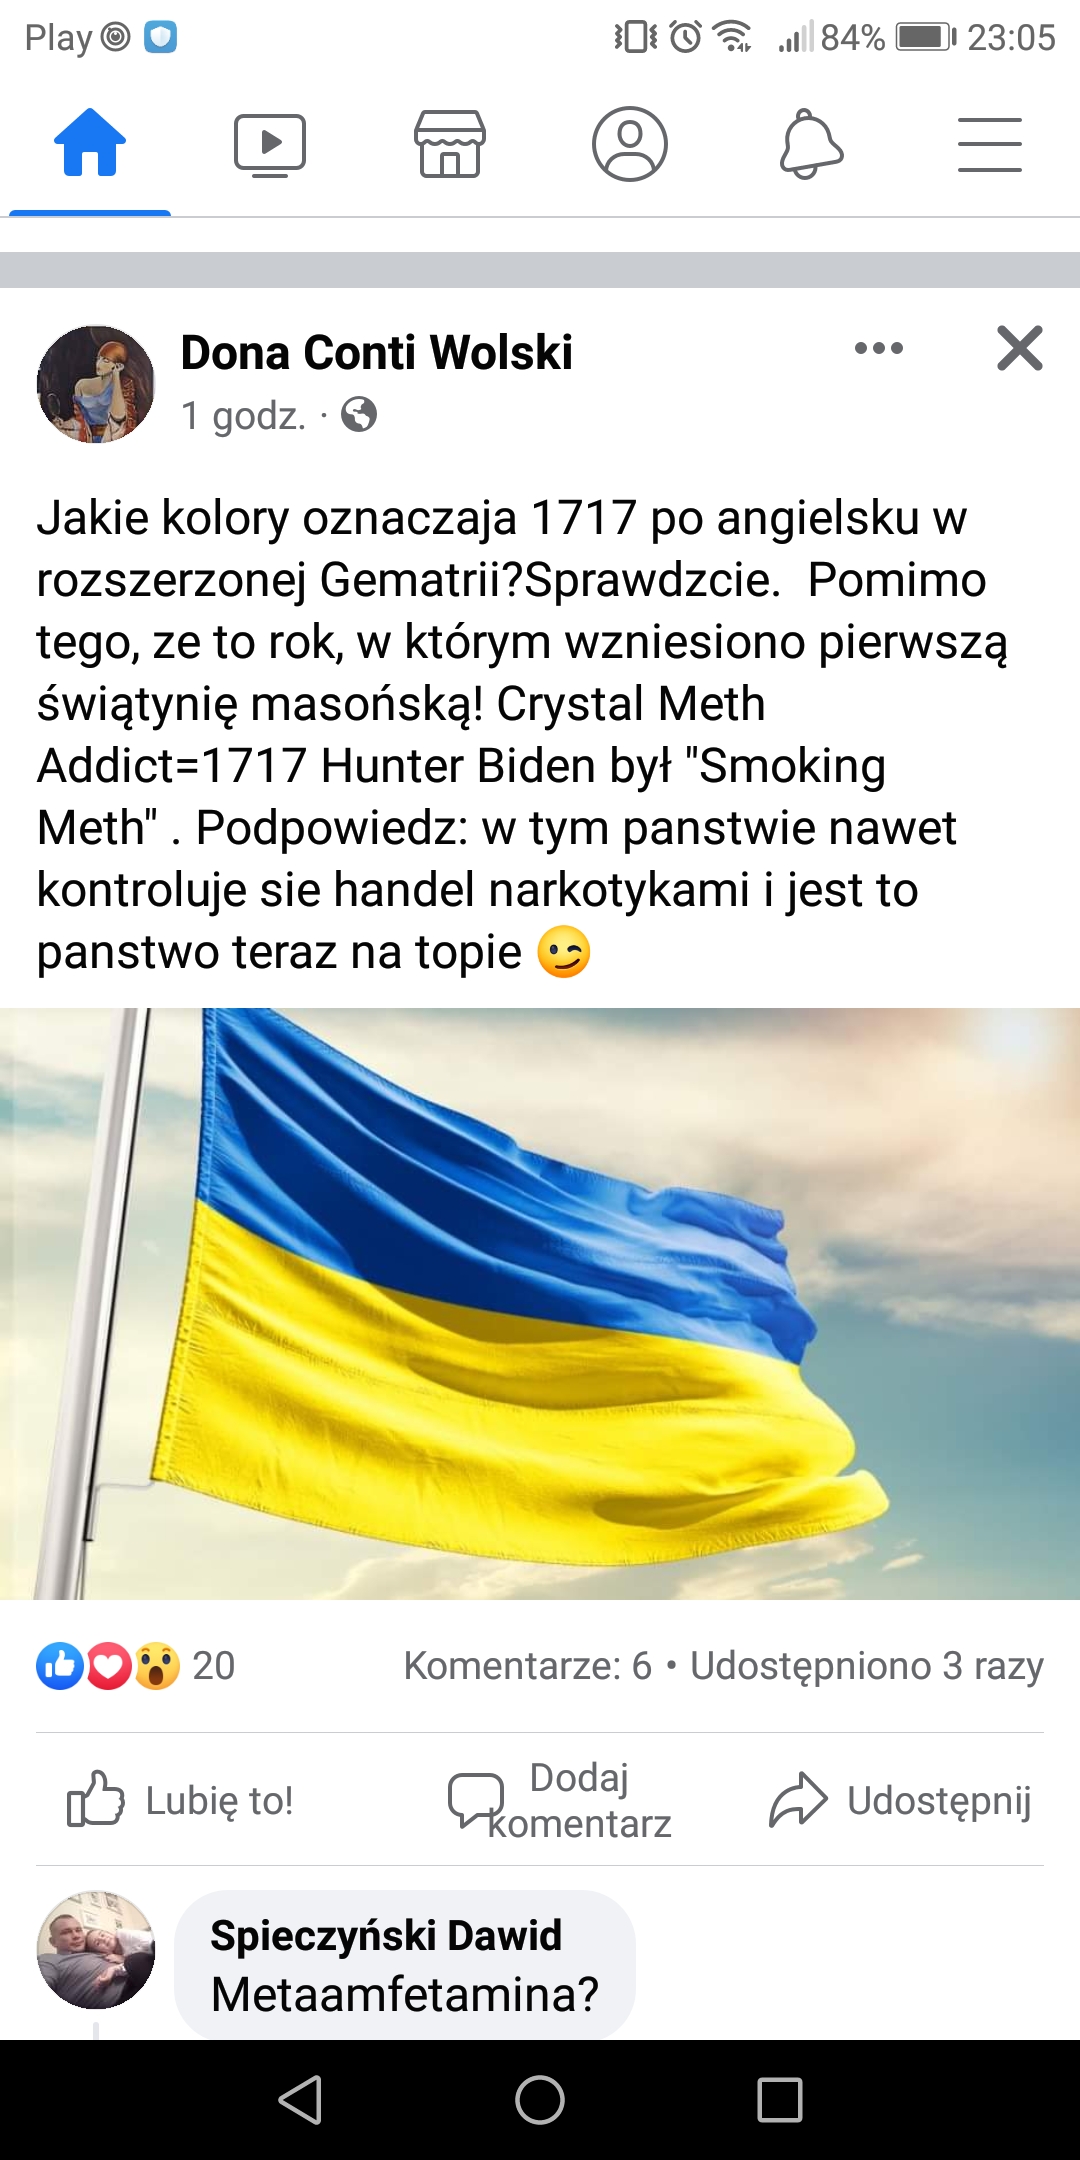 Play 84% 23:05
Dona Conti Wolski
1 godz. ·
Jakie kolory oznaczaja 1717 po angielsku w
rozszerzonej Gematrii?Sprawdzcie.  Pomimo
tego, ze to rok, w którym wzniesiono pierwszą
świątynię masońską! Crystal Meth
Addict=1717 Hunter Biden był "Smoking
Meth" . Podpowiedz: w tym panstwie nawet
kontroluje sie handel narkotykami i jest to
panstwo teraz na topie 😉
20 Komentarze: 6 • Udostępniono 3 razy
Lubię to!
Dodaj
komentarz
Udostępnij
Spieczyński Dawid
Metaamfetamina?